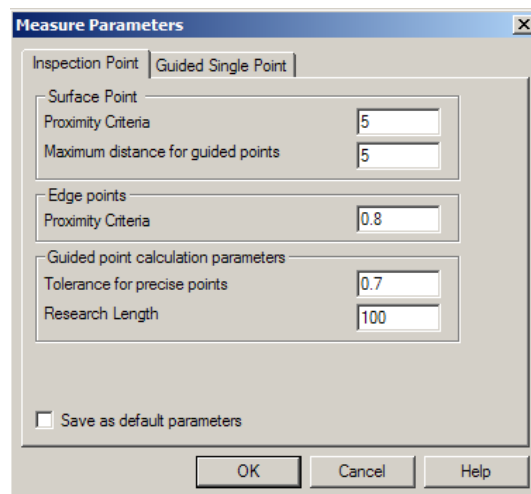 Measure Parameters
Inspection Point Guided Single Point
Surface Point
Proximity Criteria 5
Maximum distance for guided points 5
Edge points
Proximity Criteria 0.8
Guided point calculation parameters
Tolerance for precise points 0.7
Research Length 100
Save as default parameters
OK Cancel Help